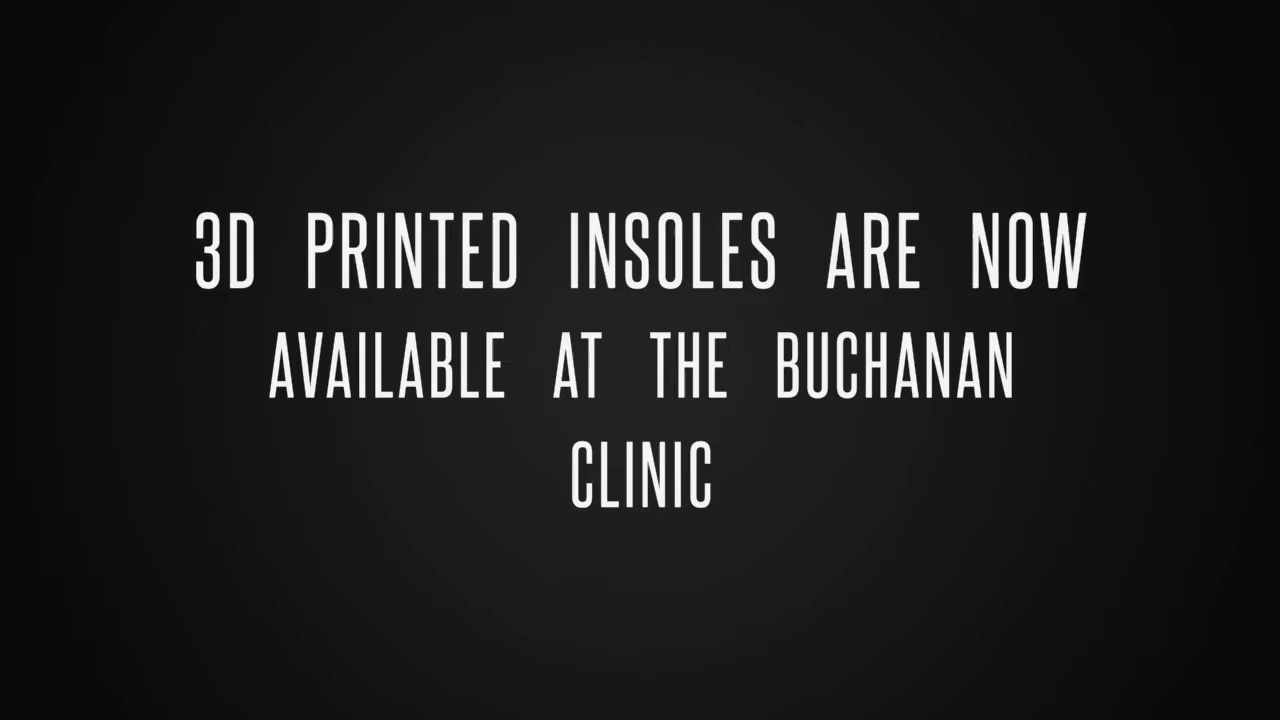 3D PRINTED INSOLES ARE NOW
AVAILABLE AT THE BUCHANAN
CLINIC